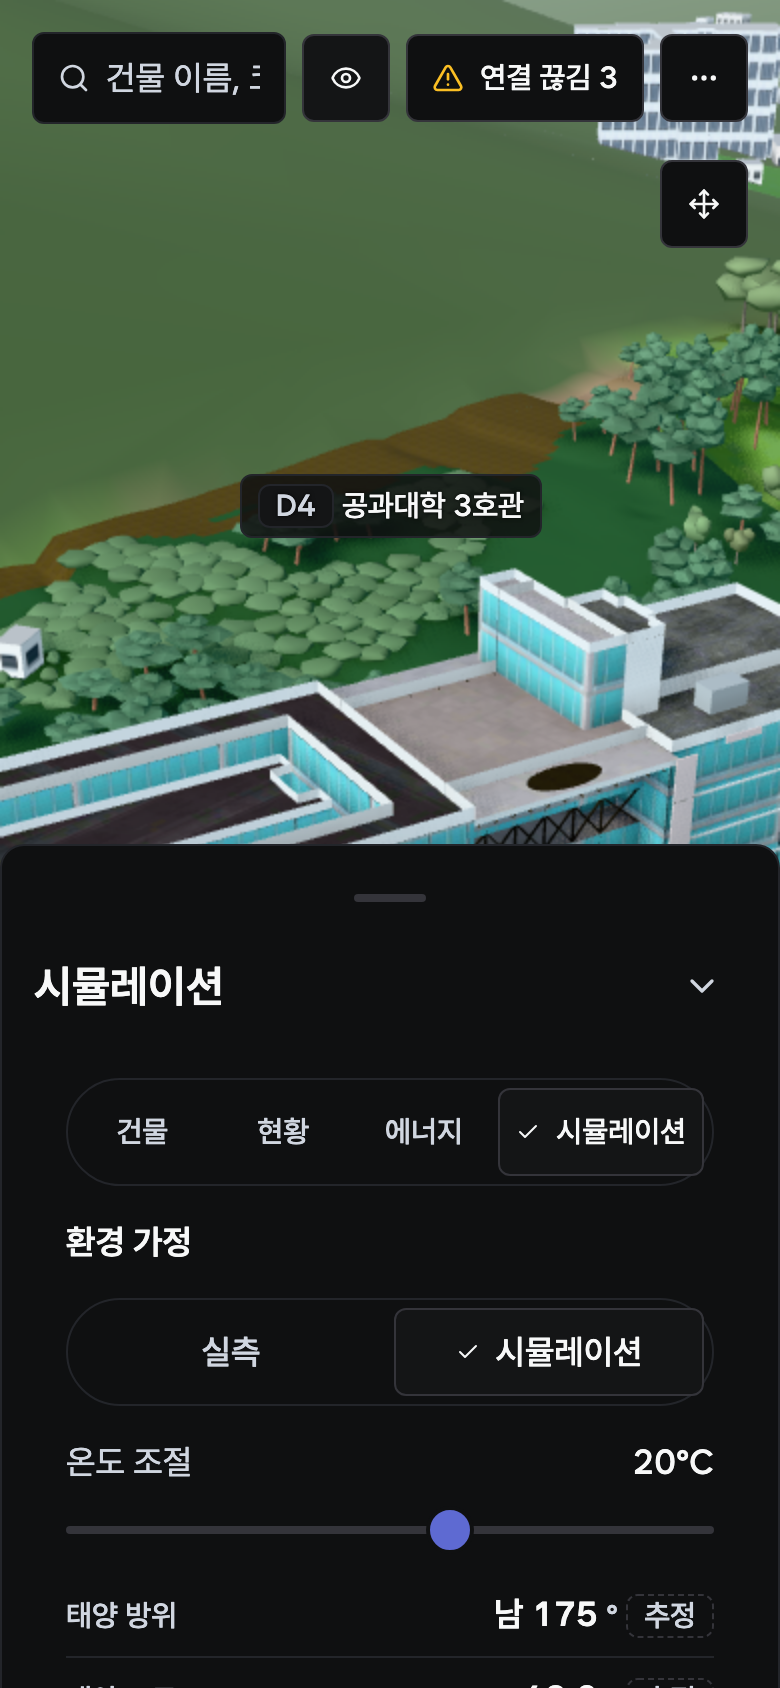 건물 이름,
연결 끊김 3
D4 공과대학 3호관
시뮬레이션
건물 현황 에너지 시뮬레이션
환경 가정
실측 시뮬레이션
온도 조절 20°C
태양 방위 남 175 ° 추정